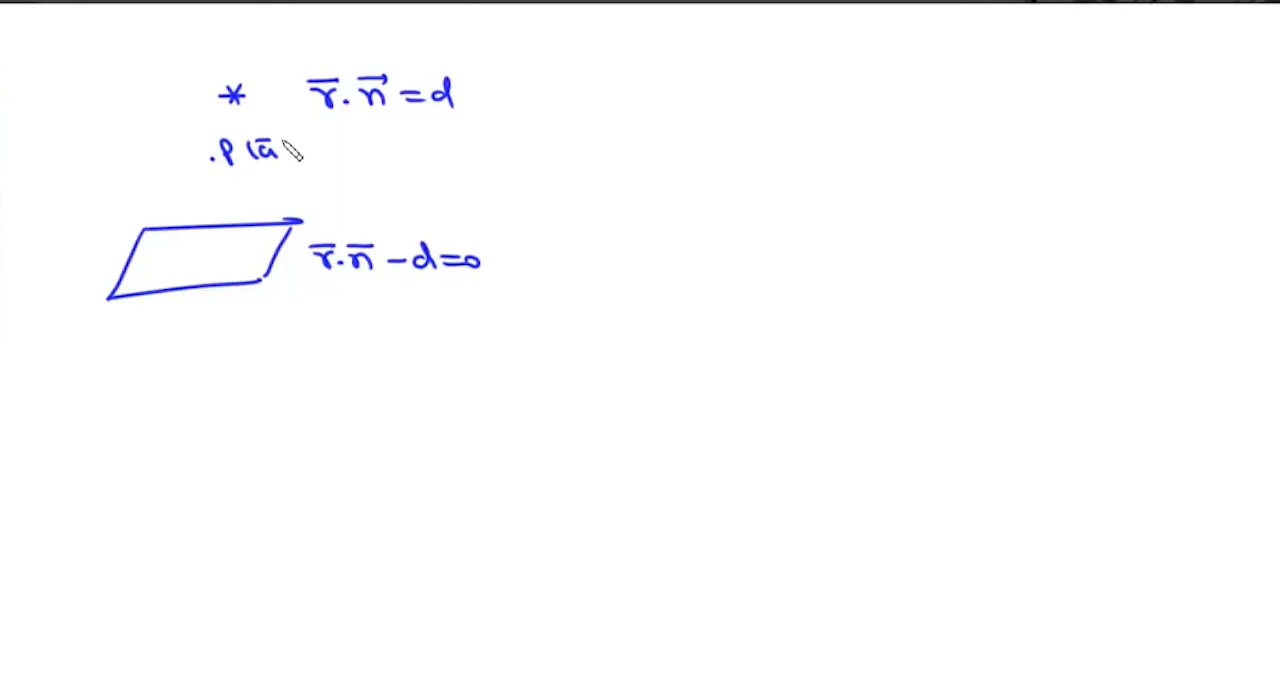 * r̅.n⃗ = d
.P(a̅
r̅.n̅ - d=0